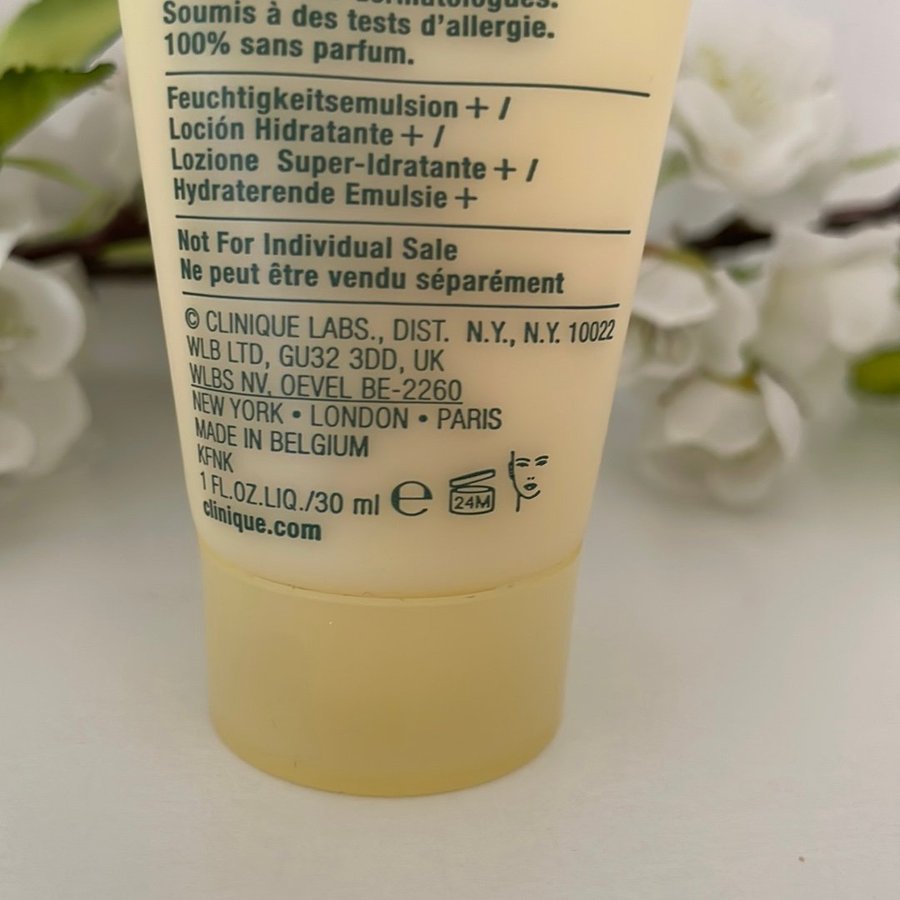 Soumis à des tests d'allergie.
100% sans parfum.
Feuchtigkeitsemulsion + /
Loción Hidratante + /
Lozione Super-Idratante + /
Hydraterende Emulsie +
Not For Individual Sale
Ne peut être vendu séparément
© CLINIQUE LABS., DIST. N.Y., N.Y. 10022
WLB LTD, GU32 3DD, UK
WLBS NV, OEVEL BE-2260
NEW YORK • LONDON • PARIS
MADE IN BELGIUM
KFNK
1 FL.OZ.LIQ./30 ml ℮ 24M
clinique.com